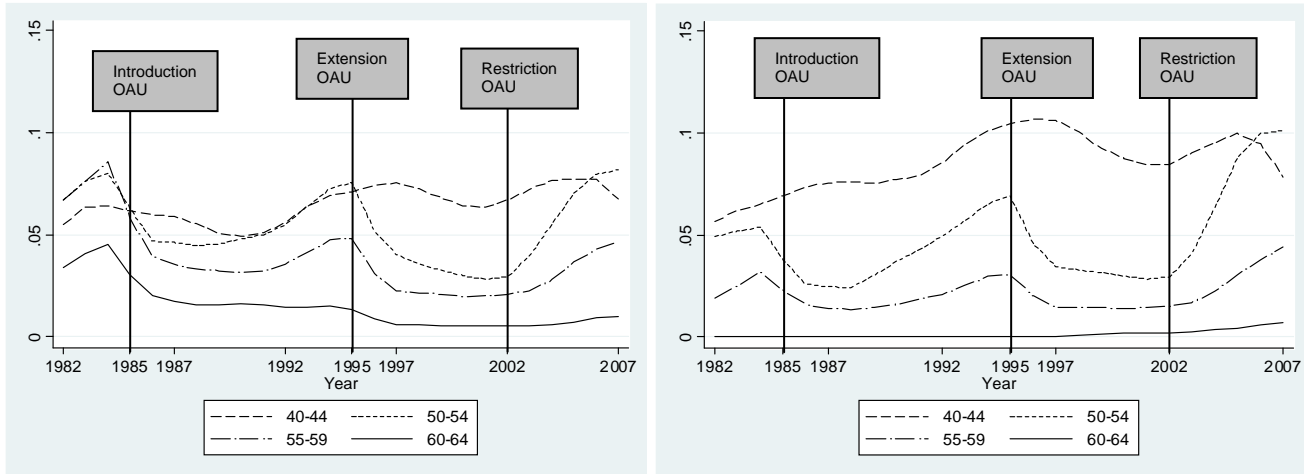 .15
.1
.05
0
Introduction
OAU
Extension
OAU
Restriction
OAU
1982 1985 1987 1992 1995 1997 2002 2007
Year
40-44 50-54
55-59 60-64
.15
.1
.05
0
Introduction
OAU
Extension
OAU
Restriction
OAU
1982 1985 1987 1992 1995 1997 2002 2007
Year
40-44 50-54
55-59 60-64